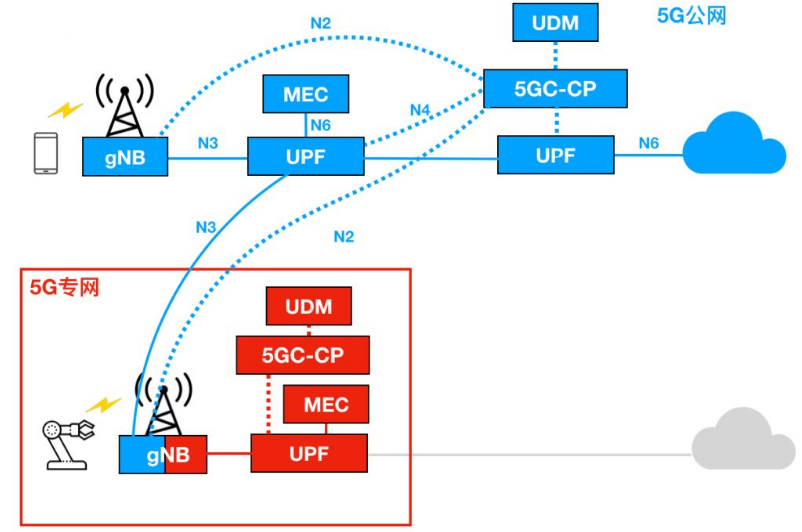 5G公网
UDM
N2
5GC-CP
MEC
N4
N6
gNB
N3
UPF
UPF
N6
N3
N2
5G专网
UDM
5GC-CP
MEC
gNB
UPF